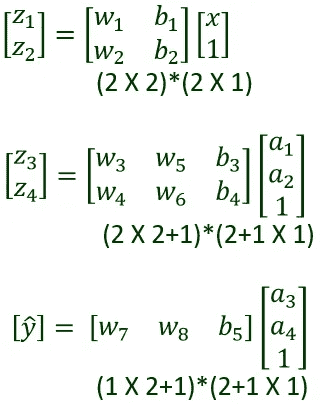 [z₁ z₂] = [w₁ b₁ w₂ b₂] [x 1]
(2 X 2)*(2 X 1)
[z₃ z₄] = [w₃ w₅ b₃ w₄ w₆ b₄] [a₁ a₂ 1]
(2 X 2+1)*(2+1 X 1)
[ŷ] = [w₇ w₈ b₅] [a₃ a₄ 1]
(1 X 2+1)*(2+1 X 1)